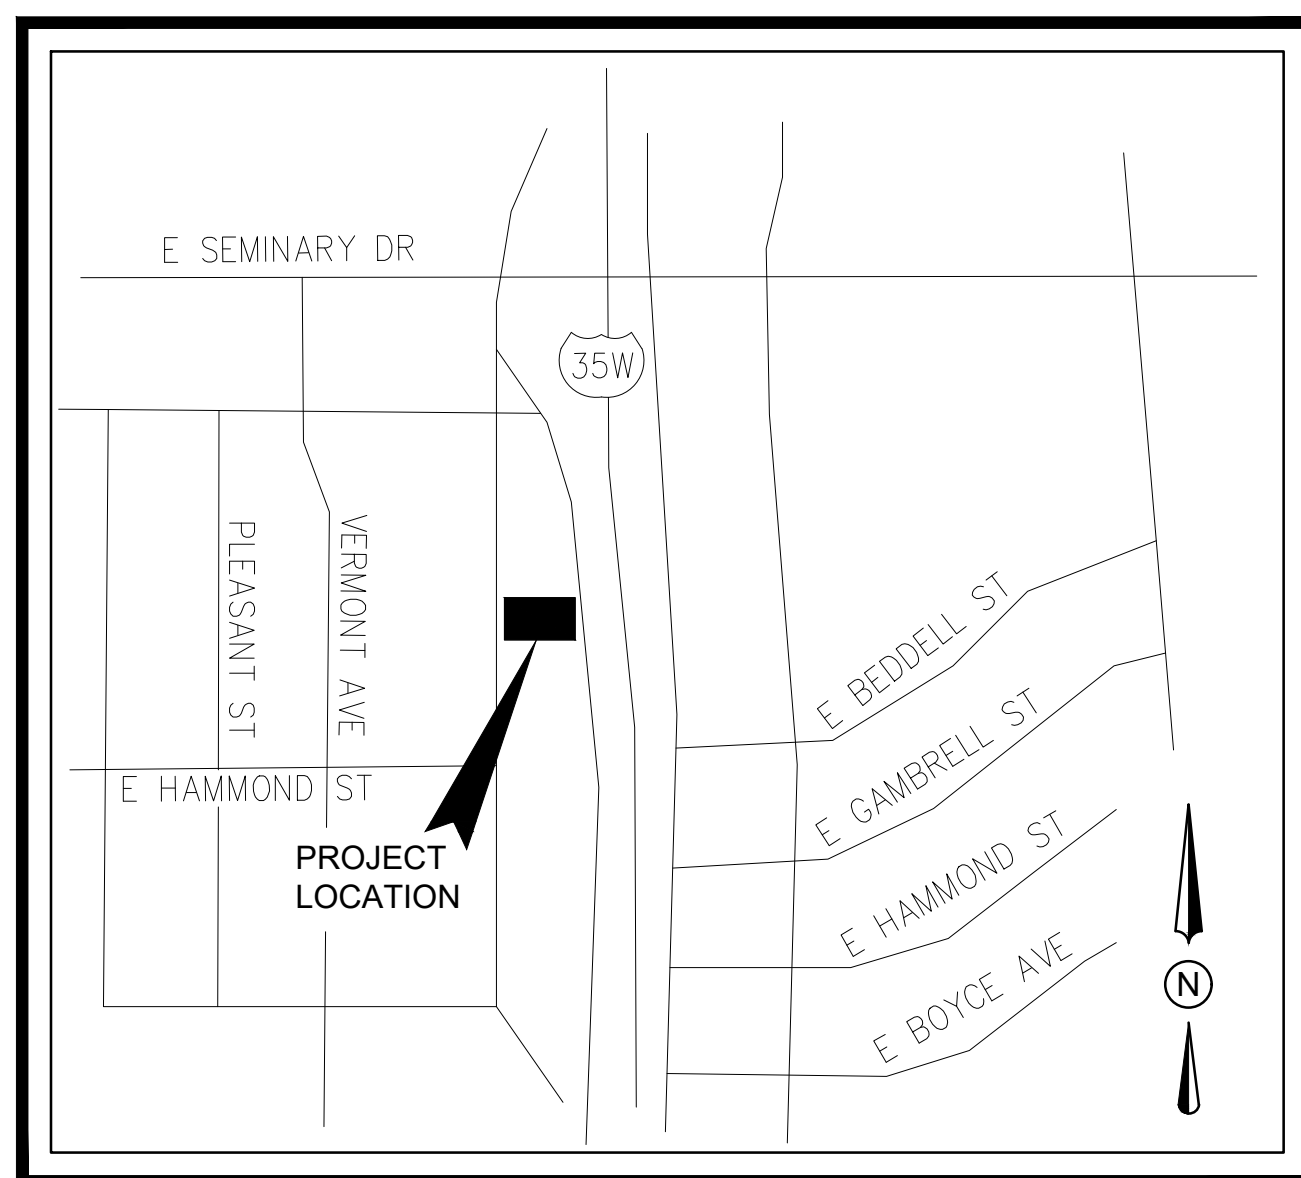 E SEMINARY DR
35W
PLEASANT ST
VERMONT AVE
E BEDDELL ST
E GAMBRELL ST
E HAMMOND ST
PROJECT
LOCATION
E HAMMOND ST
E BOYCE AVE
N